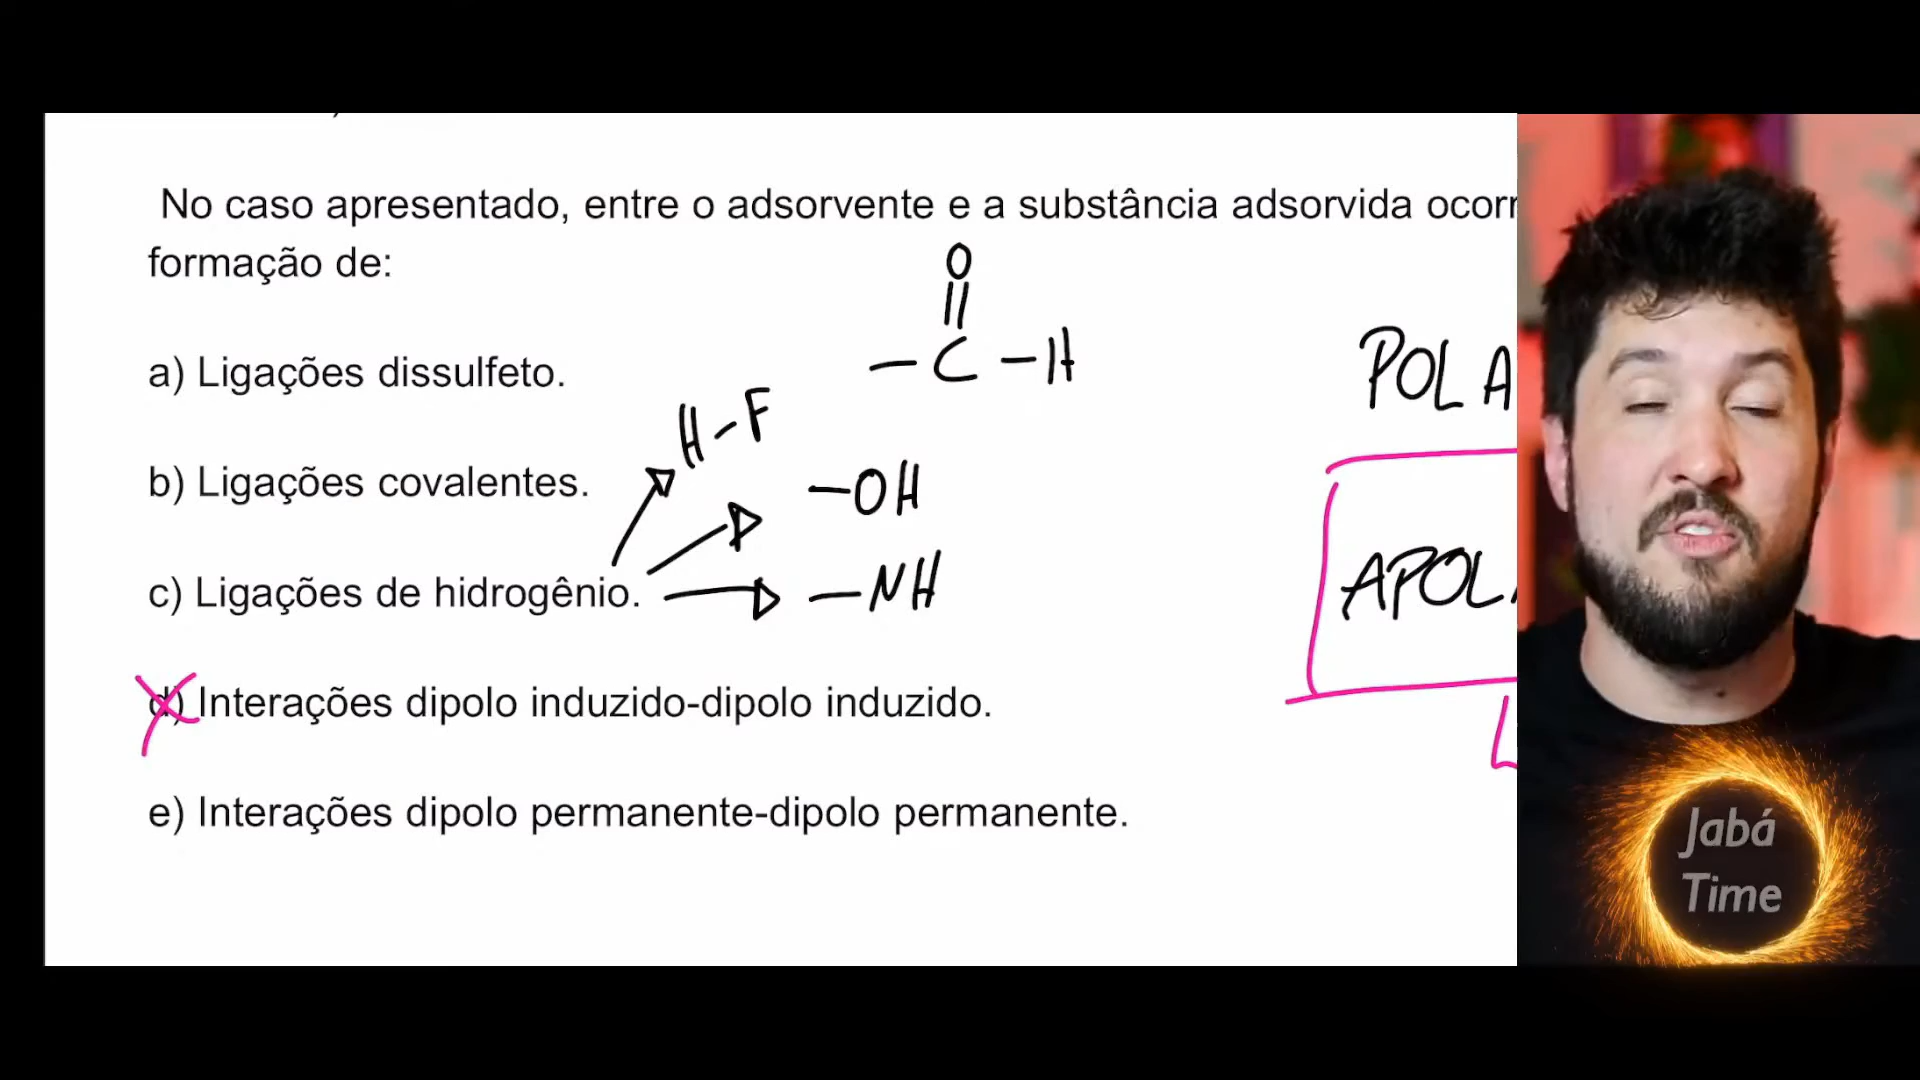 No caso apresentado, entre o adsorvente e a substância adsorvida ocorr
formação de:
O
– C – H
POLA
a) Ligações dissulfeto.
H-F
b) Ligações covalentes.
–OH
APOL
c) Ligações de hidrogênio.
–NH
d) Interações dipolo induzido-dipolo induzido.
e) Interações dipolo permanente-dipolo permanente.
Jabá
Time